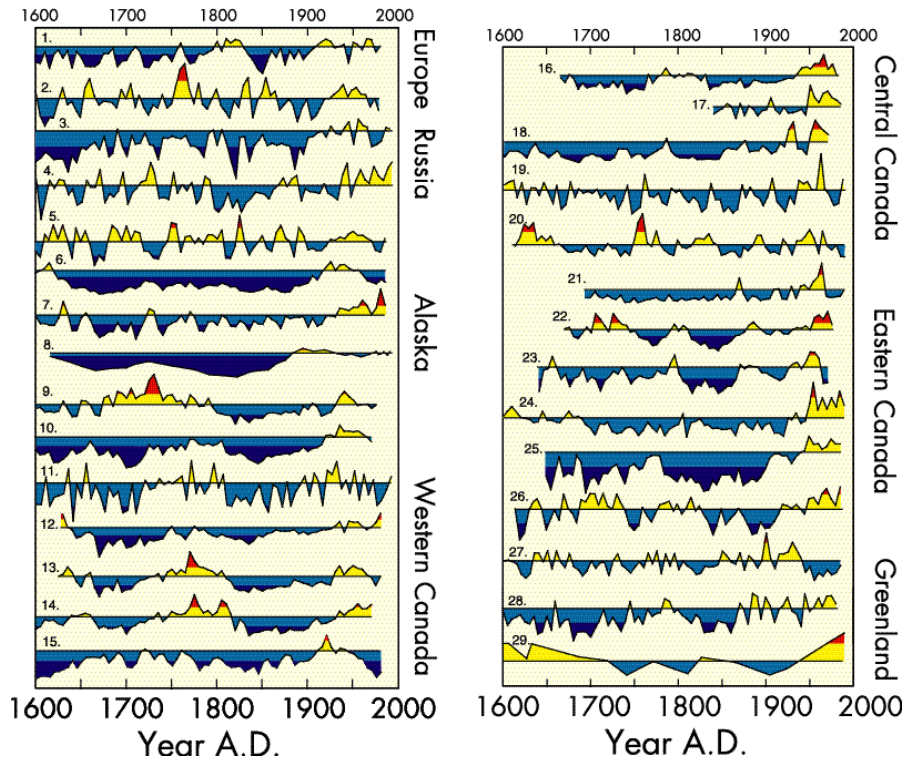 1600 1700 1800 1900 2000
1.
2.
3.
4.
5.
6.
7.
8.
9.
10.
11.
12.
13.
14.
15.
Europe
Russia
Alaska
Western Canada
1600 1700 1800 1900 2000
Year A.D.
1600 1700 1800 1900 2000
16.
17.
18.
19.
20.
21.
22.
23.
24.
25.
26.
27.
28.
29.
Central Canada
Eastern Canada
Greenland
1600 1700 1800 1900 2000
Year A.D.